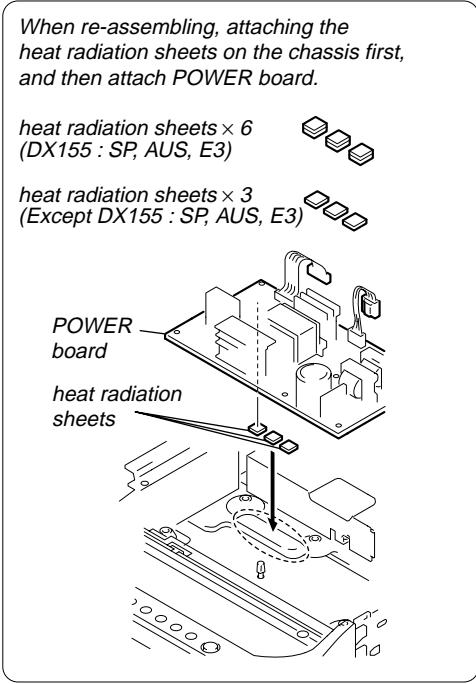 When re-assembling, attaching the
heat radiation sheets on the chassis first,
and then attach POWER board.
heat radiation sheets × 6
(DX155 : SP, AUS, E3)
heat radiation sheets × 3
(Except DX155 : SP, AUS, E3)
POWER
board
heat radiation
sheets